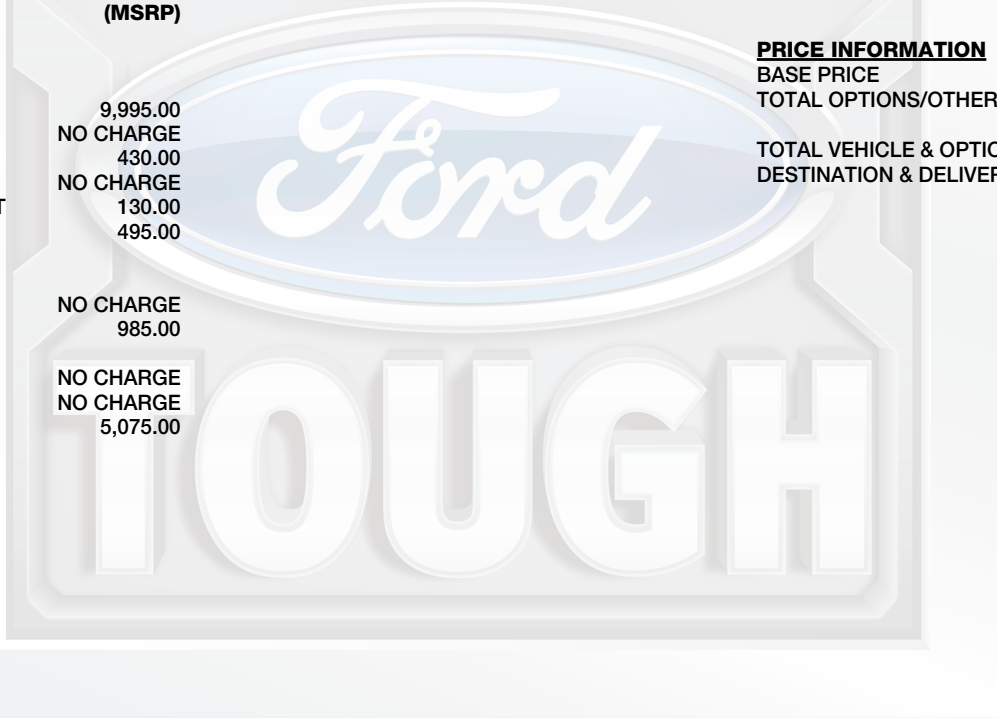 (MSRP)
9,995.00
NO CHARGE
430.00
NO CHARGE
T 130.00
495.00
NO CHARGE
985.00
NO CHARGE
NO CHARGE
5,075.00
PRICE INFORMATION
BASE PRICE
TOTAL OPTIONS/OTHER
TOTAL VEHICLE & OPTIO
DESTINATION & DELIVER
Ford
TOUGH